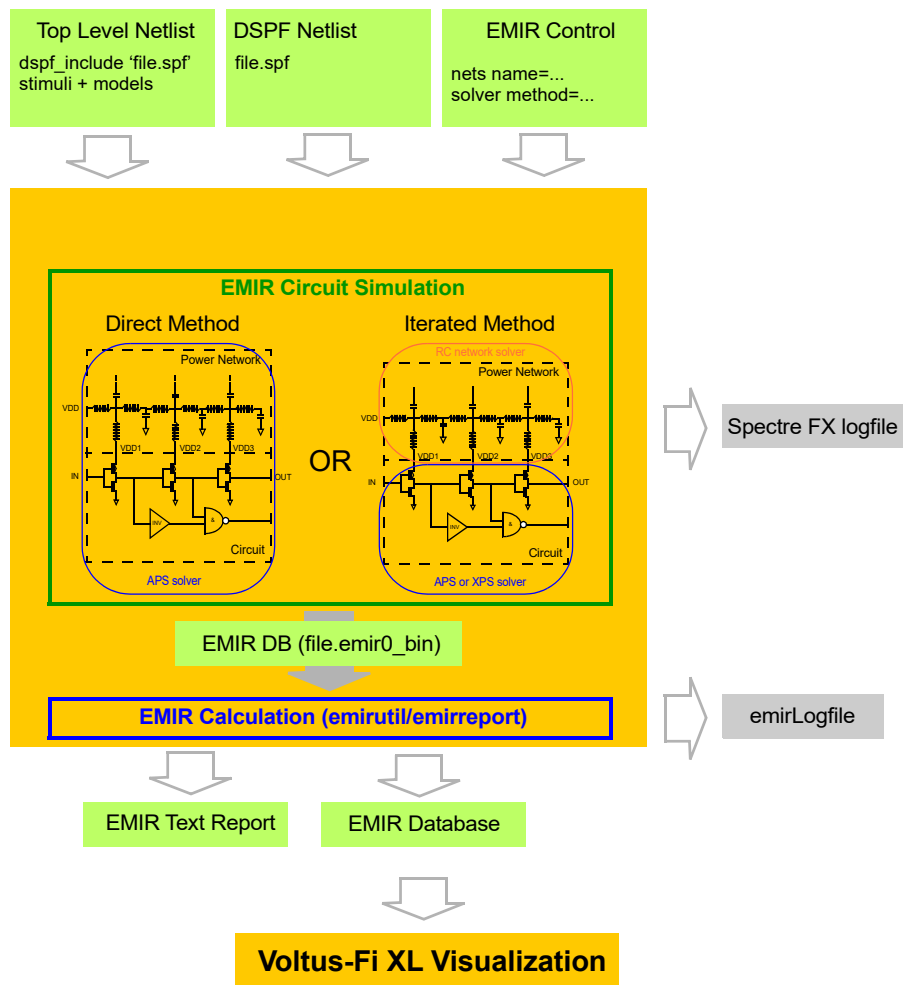 Top Level Netlist
dspf_include ‘file.spf’
stimuli + models
DSPF Netlist
file.spf
EMIR Control
nets name=...
solver method=...
EMIR Circuit Simulation
Direct Method
Power Network
VDD
VDD1
VDD2
VDD3
IN
OUT
INV
&
Circuit
APS solver
OR
Iterated Method
RC network solver
Power Network
VDD
VDD1
VDD2
VDD3
IN
OUT
INV
&
Circuit
APS or XPS solver
Spectre FX logfile
EMIR DB (file.emir0_bin)
EMIR Calculation (emirutil/emirreport)
emirLogfile
EMIR Text Report
EMIR Database
Voltus-Fi XL Visualization